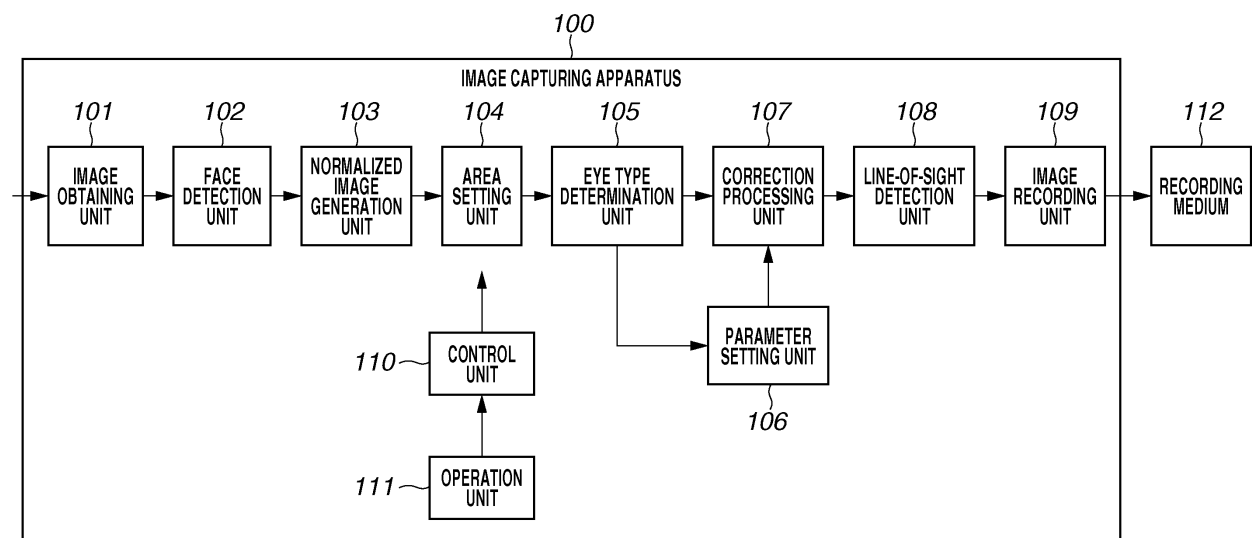 100
IMAGE CAPTURING APPARATUS
101
102
103
104
105
107
108
109
112
IMAGE
OBTAINING
UNIT
FACE
DETECTION
UNIT
NORMALIZED
IMAGE
GENERATION
UNIT
AREA
SETTING
UNIT
EYE TYPE
DETERMINATION
UNIT
CORRECTION
PROCESSING
UNIT
LINE-OF-SIGHT
DETECTION
UNIT
IMAGE
RECORDING
UNIT
RECORDING
MEDIUM
110
CONTROL
UNIT
PARAMETER
SETTING UNIT
106
111
OPERATION
UNIT